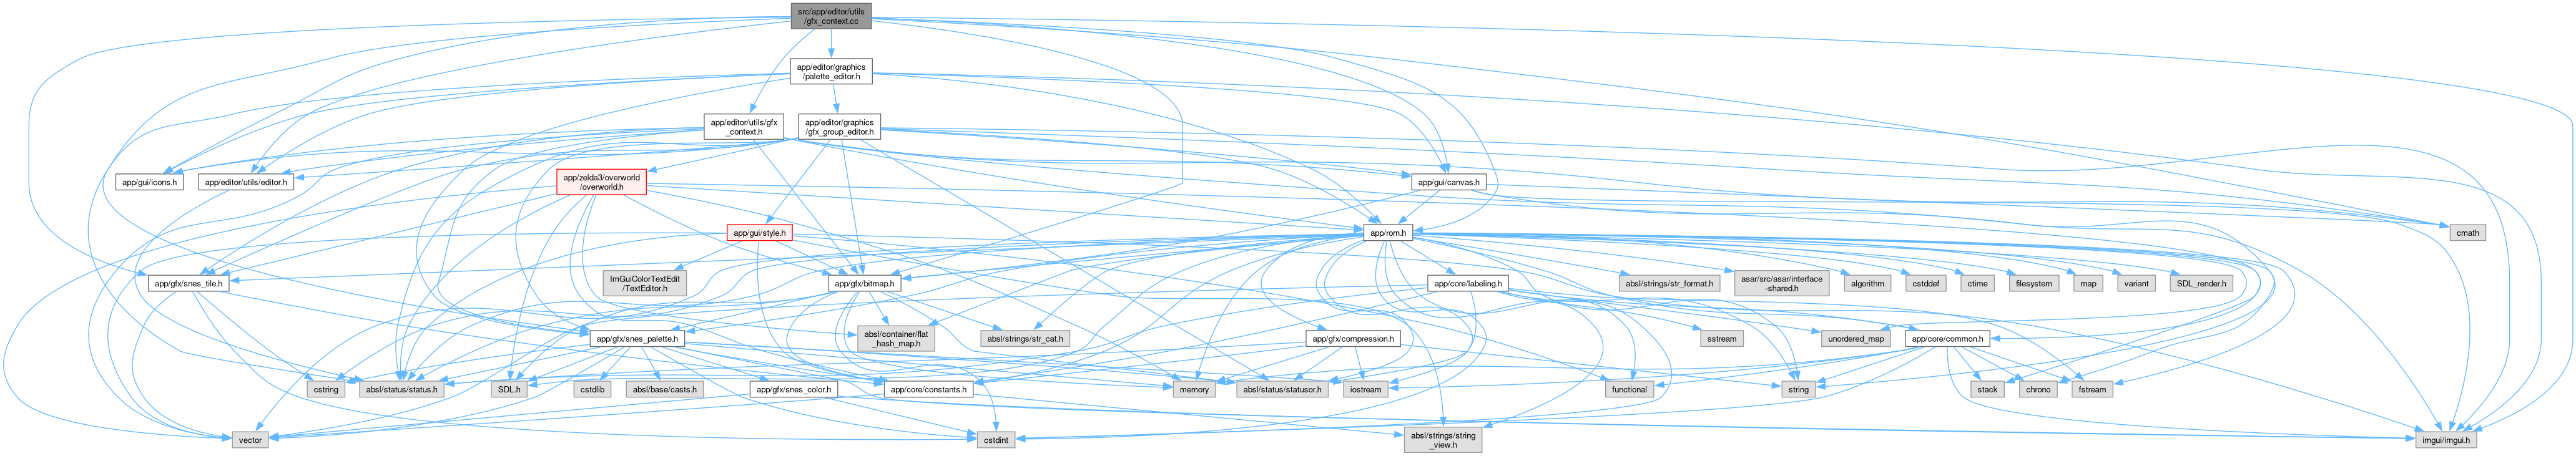 src/app/editor/utils
/gfx_context.cc
app/editor/graphics
/palette_editor.h
app/editor/utils/gfx
_context.h
app/editor/graphics
/gfx_group_editor.h
app/gui/icons.h
app/editor/utils/editor.h
app/zelda3/overworld
/overworld.h
app/gui/canvas.h
app/gui/style.h
app/rom.h
cmath
app/gfx/snes_tile.h
ImGuiColorTextEdit
/TextEditor.h
app/gfx/bitmap.h
app/core/labeling.h
absl/strings/str_format.h
asar/src/asar/interface
-shared.h
algorithm
cstddef
ctime
filesystem
map
variant
SDL_render.h
app/gfx/snes_palette.h
absl/container/flat
_hash_map.h
absl/strings/str_cat.h
app/gfx/compression.h
sstream
unordered_map
app/core/common.h
cstring
absl/status/status.h
SDL.h
cstdlib
absl/base/casts.h
app/gfx/snes_color.h
app/core/constants.h
memory
absl/status/statusor.h
iostream
functional
string
stack
chrono
fstream
vector
cstdint
absl/strings/string
_view.h
imgui/imgui.h